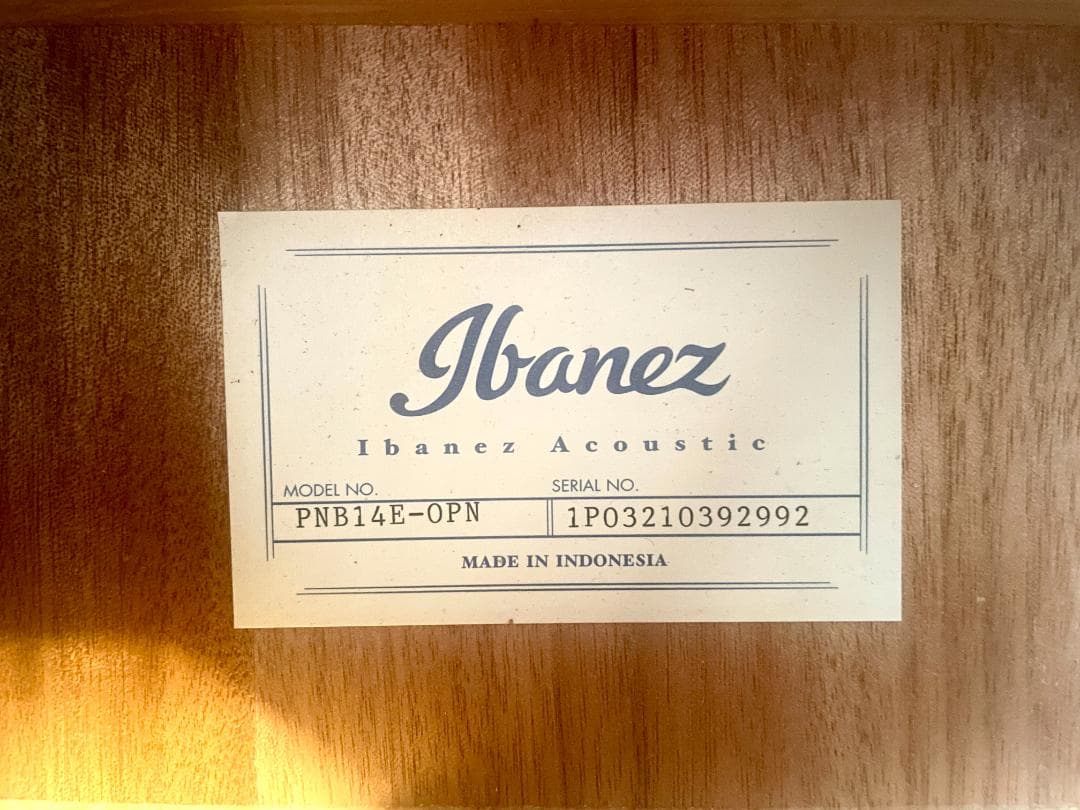 Ibanez
Ibanez Acoustic
MODEL NO. SERIAL NO.
PNB14E-OPN 1P03210392992
MADE IN INDONESIA